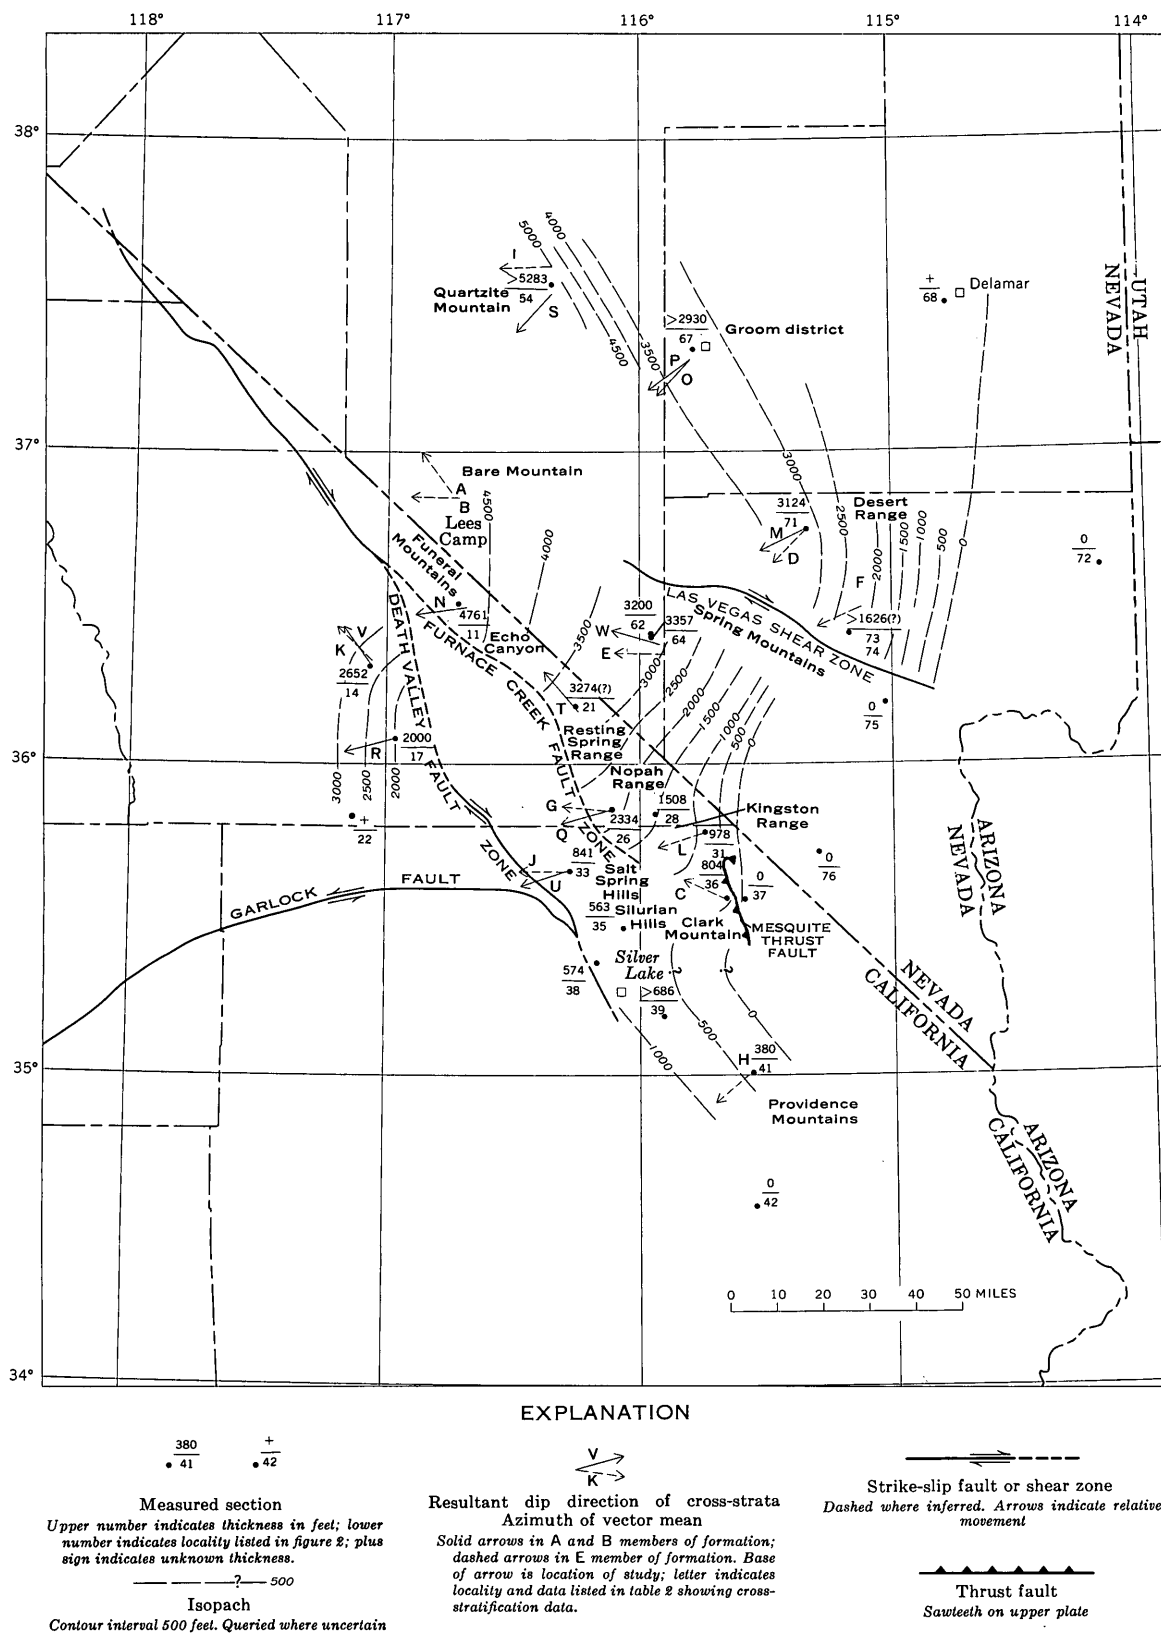 118°
117°
116°
115°
114°
38°
37°
36°
35°
34°
5000
4000
I
>5283
54
Quartzite
Mountain
S
4500
3500
>2930
67
Groom district
P
O
+
68
Delamar
NEVADA
UTAH
3000
Bare Mountain
A
B
Lees
Camp
4500
4000
Funeral
Mountains
N
4761
11
Echo
Canyon
3124
71
M
D
Desert
Range
2500
2000
1500
1000
500
0
F
0
72
>1626(?)
73
74
LAS VEGAS SHEAR ZONE
Spring Mountains
3200
62
3357
64
W
E
3500
3000
2500
2000
1500
1000
500
0
0
75
V
K
2652
14
DEATH VALLEY FAULT ZONE
FURNACE CREEK FAULT ZONE
3274(?)
21
T
Resting
Spring
Range
2000
17
R
3000
2500
2000
+
22
Nopah
Range
G
Q
2334
26
1508
28
Kingston
Range
L
978
31
841
33
J
U
Salt
Spring
Hills
804
36
C
0
37
0
76
GARLOCK FAULT
563
35
Silurian
Hills
Clark
Mountain
MESQUITE
THRUST
FAULT
574
38
Silver
Lake
?
?
>686
39
500
0
1000
H
380
41
Providence
Mountains
0
42
NEVADA
ARIZONA
NEVADA
CALIFORNIA
ARIZONA
CALIFORNIA
0 10 20 30 40 50 MILES
EXPLANATION
380
41
+
42
Measured section
Upper number indicates thickness in feet; lower
number indicates locality listed in figure 2; plus
sign indicates unknown thickness.
? 500
Isopach
Contour interval 500 feet. Queried where uncertain
V
K
Resultant dip direction of cross-strata
Azimuth of vector mean
Solid arrows in A and B members of formation;
dashed arrows in E member of formation. Base
of arrow is location of study; letter indicates
locality and data listed in table 2 showing cross-
stratification data.
Strike-slip fault or shear zone
Dashed where inferred. Arrows indicate relative
movement
Thrust fault
Sawteeth on upper plate